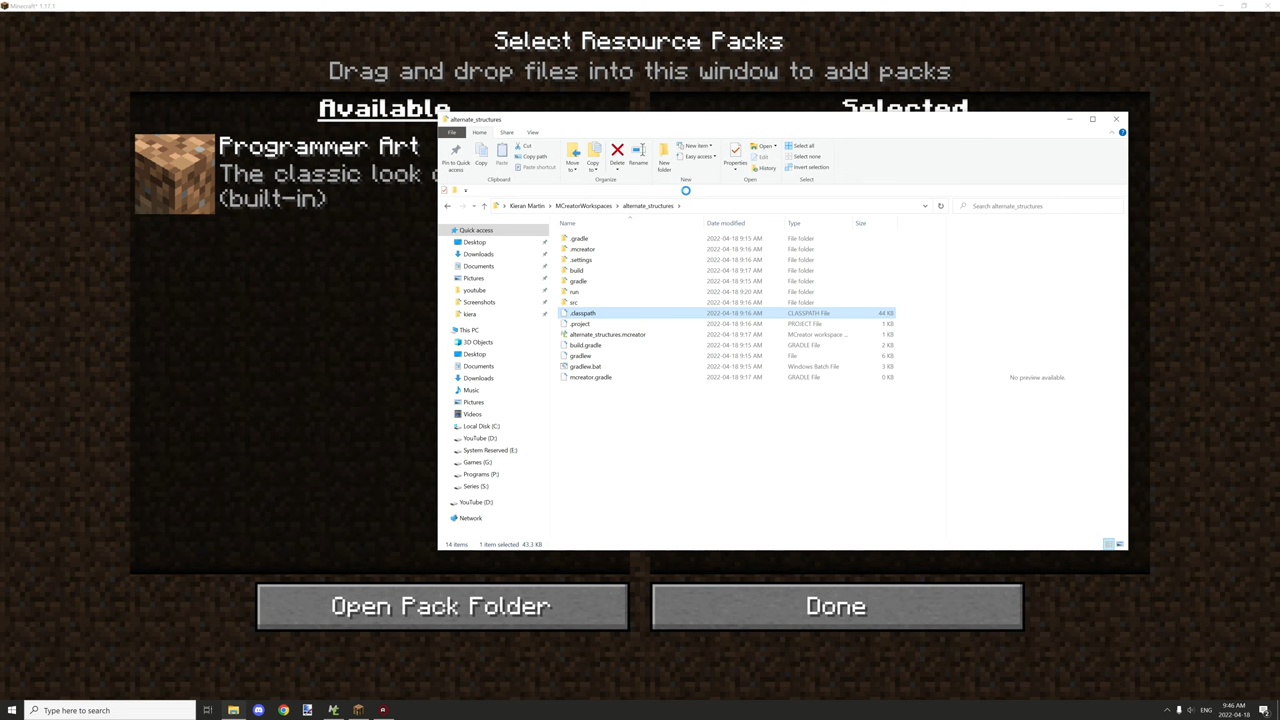 Minecraft* 1.17.1
Select Resource Packs
Drag and drop files into this window to add packs
Available
Selected
Programmer Art
The classic look
(built-in)
alternate_structures
File
Home
Share
View
Pin to Quick
access
Copy
Paste
Cut
Copy path
Paste shortcut
Clipboard
Move
to
Copy
to
Delete
Rename
Organize
New
folder
New item
Easy access
New
Properties
Open
Edit
History
Open
Select all
Select none
Invert selection
Select
Kieran Martin
MCreatorWorkspaces
alternate_structures
Search alternate_structures
Quick access
Desktop
Downloads
Documents
Pictures
youtube
Screenshots
kiera
This PC
3D Objects
Desktop
Documents
Downloads
Music
Pictures
Videos
Local Disk (C:)
YouTube (D:)
System Reserved (E:)
Games (G:)
Programs (P:)
Series (S:)
YouTube (D:)
Network
Name Date modified Type Size
.gradle 2022-04-18 9:15 AM File folder
.mcreator 2022-04-18 9:15 AM File folder
.settings 2022-04-18 9:16 AM File folder
build 2022-04-18 9:17 AM File folder
gradle 2022-04-18 9:15 AM File folder
run 2022-04-18 9:20 AM File folder
src 2022-04-18 9:16 AM File folder
.classpath 2022-04-18 9:16 AM CLASSPATH File 44 KB
.project 2022-04-18 9:16 AM PROJECT File 1 KB
alternate_structures.mcreator 2022-04-18 9:17 AM MCreator workspace ... 1 KB
build.gradle 2022-04-18 9:15 AM GRADLE File 2 KB
gradlew 2022-04-18 9:15 AM File 6 KB
gradlew.bat 2022-04-18 9:15 AM Windows Batch File 3 KB
mcreator.gradle 2022-04-18 9:17 AM GRADLE File 0 KB
No preview available.
14 items 1 item selected 43.3 KB
Open Pack Folder
Done
Type here to search
ENG
9:46 AM
2022-04-18